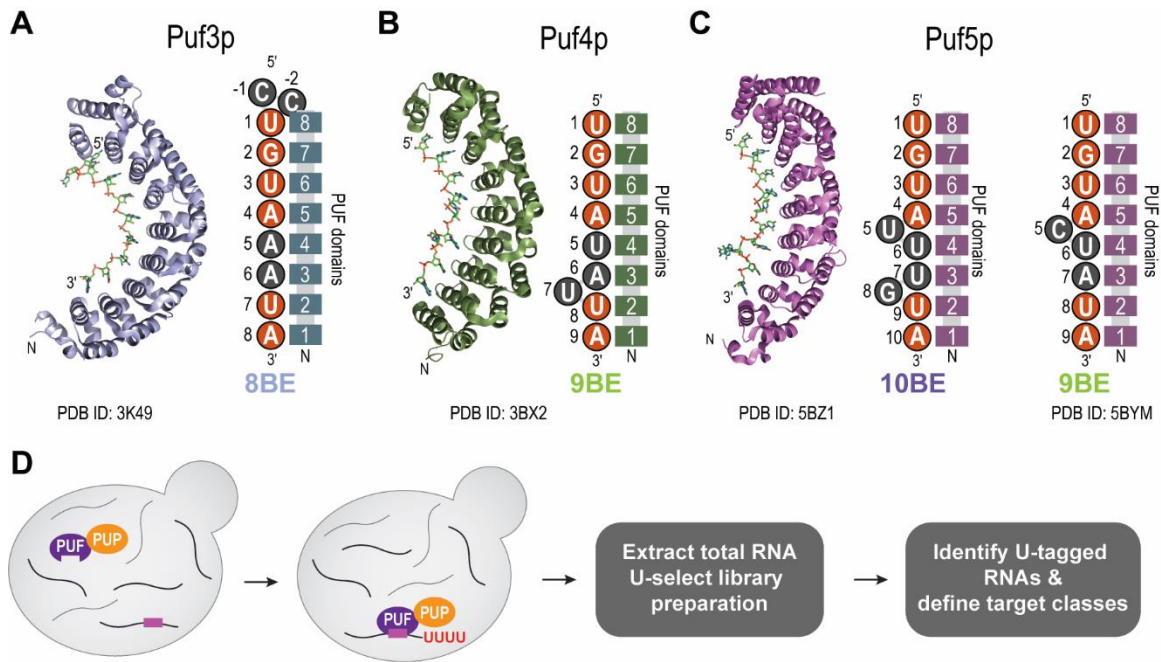 A
Puf3p
5'
-1
C
-2
C
1 U 8
2 G 7
3 U 6
4 A 5
5 A 4
6 A 3
7 U 2
8 A 1
3'
N
PUF domains
8BE
5'
3'
N
PDB ID: 3K49
B
Puf4p
5'
1 U 8
2 G 7
3 U 6
4 A 5
5 U 4
6 A 3
7 U
8 U 2
9 A 1
3'
N
PUF domains
9BE
5'
3'
N
PDB ID: 3BX2
C
Puf5p
5'
1 U 8
2 G 7
3 U 6
4 A 5
5 U
6 U 4
7 U 3
8 G
9 U 2
10 A 1
3'
N
PUF domains
10BE
5'
3'
N
PDB ID: 5BZ1
5'
1 U 8
2 G 7
3 U 6
4 A 5
5 C
6 U 4
7 A 3
8 U 2
9 A 1
3'
N
PUF domains
9BE
PDB ID: 5BYM
D
PUF
PUP
PUF
PUP
UUUU
Extract total RNA
U-select library
preparation
Identify U-tagged
RNAs &
define target classes